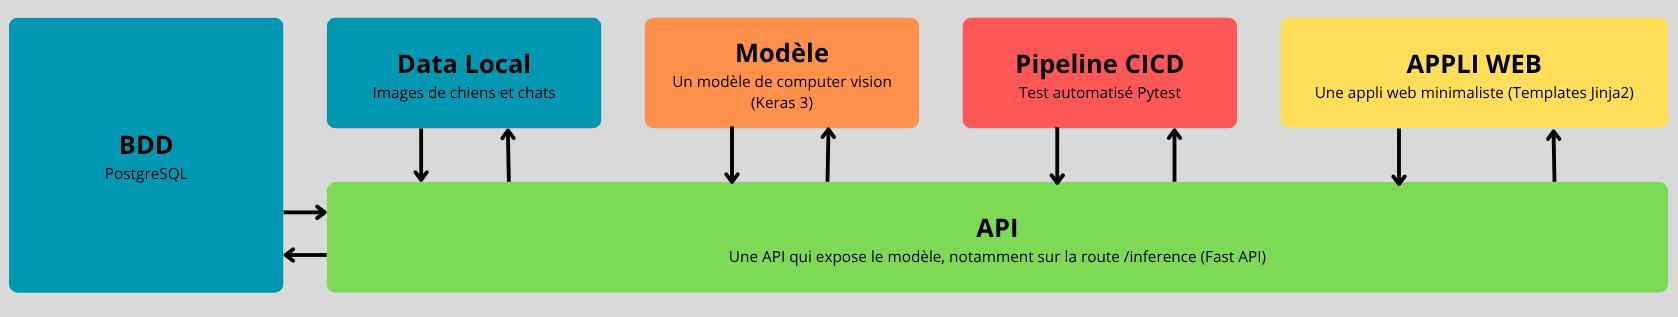 BDD
PostgreSQL
Data Local
Images de chiens et chats
Modèle
Un modèle de computer vision
(Keras 3)
Pipeline CICD
Test automatisé Pytest
APPLI WEB
Une appli web minimaliste (Templates Jinja2)
API
Une API qui expose le modèle, notamment sur la route /inference (Fast API)